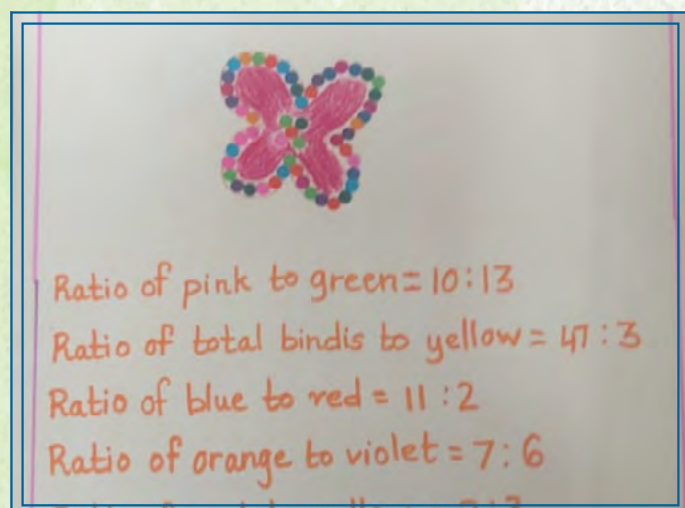 Ratio of pink to green = 10:13
Ratio of total bindis to yellow = 47:3
Ratio of blue to red = 11:2
Ratio of orange to violet = 7:6